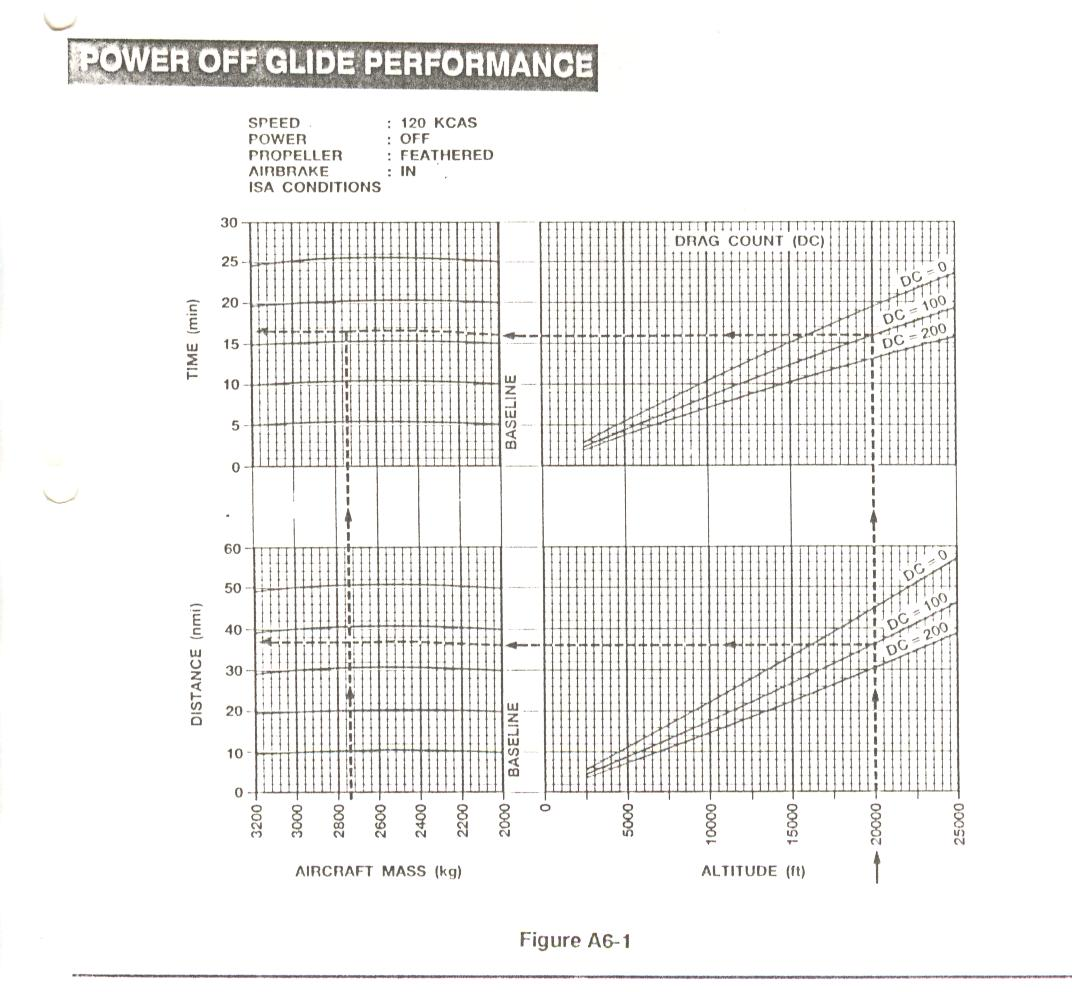 POWER OFF GLIDE PERFORMANCE
SPEED : 120 KCAS
POWER : OFF
PROPELLER : FEATHERED
AIRBRAKE : IN
ISA CONDITIONS
DRAG COUNT (DC)
DC = 0
DC = 100
DC = 200
TIME (min)
30
25
20
15
10
5
0
BASELINE
DC = 0
DC = 100
DC = 200
DISTANCE (nmi)
60
50
40
30
20
10
0
BASELINE
3200 3000 2800 2600 2400 2200 2000 0 5000 10000 15000 20000 25000
AIRCRAFT MASS (kg) ALTITUDE (ft)
Figure A6-1